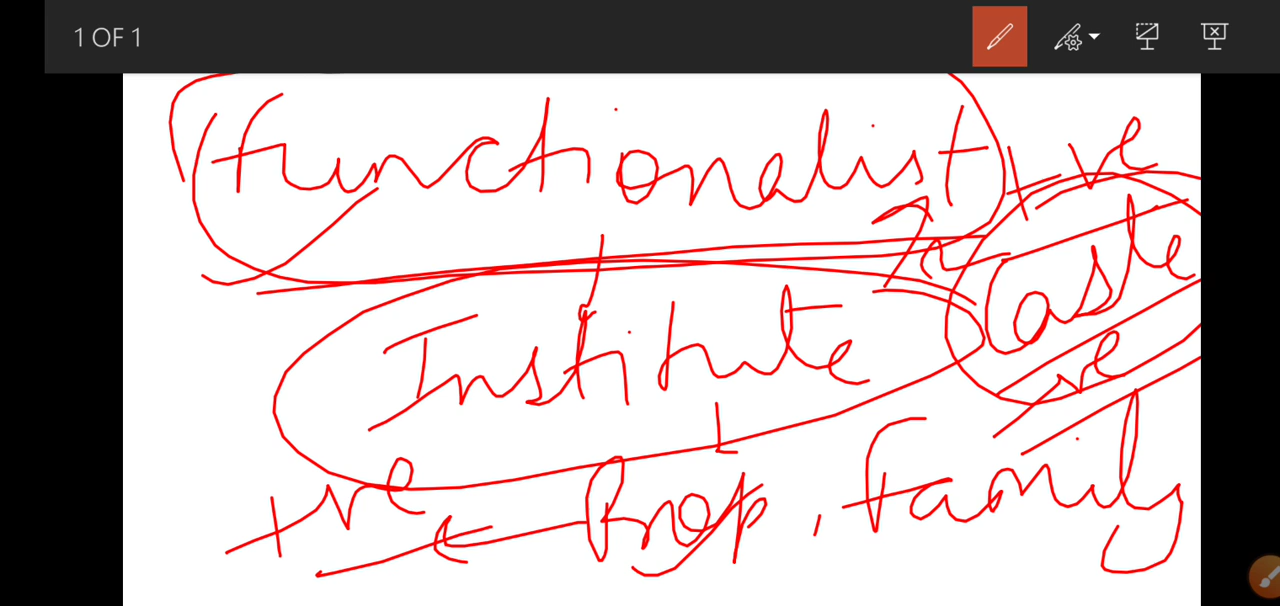 1 OF 1
Functionalist +ve
Caste
Institute ve
+ve Prop, Family